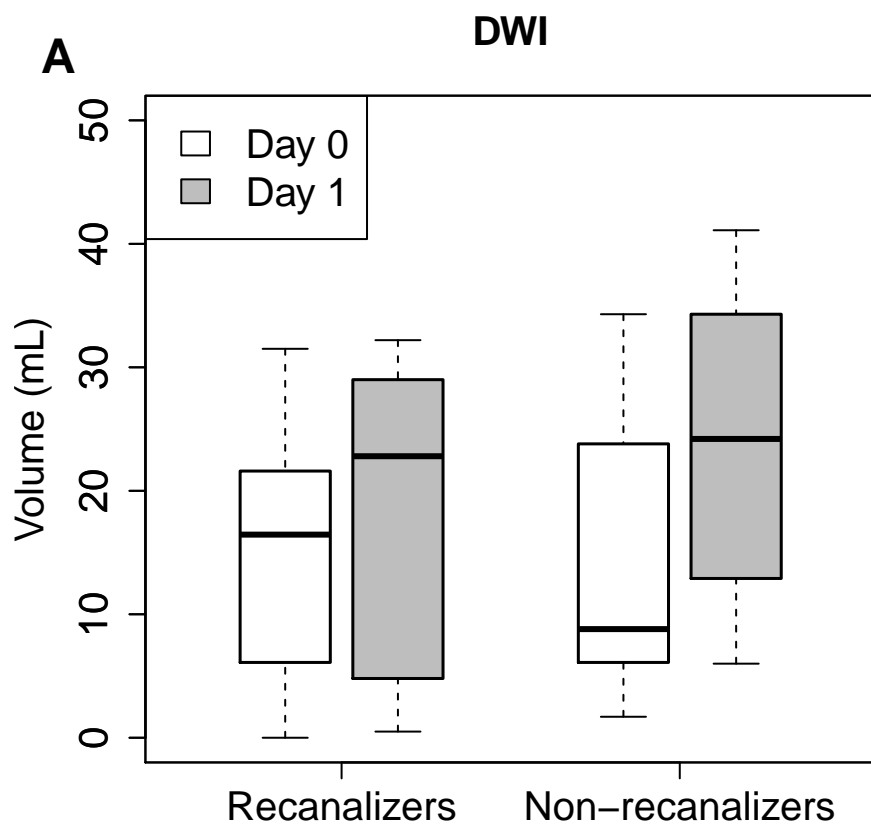 DWI
A
Day 0
Day 1
Volume (mL)
50
40
30
20
10
0
Recanalizers
Non−recanalizers